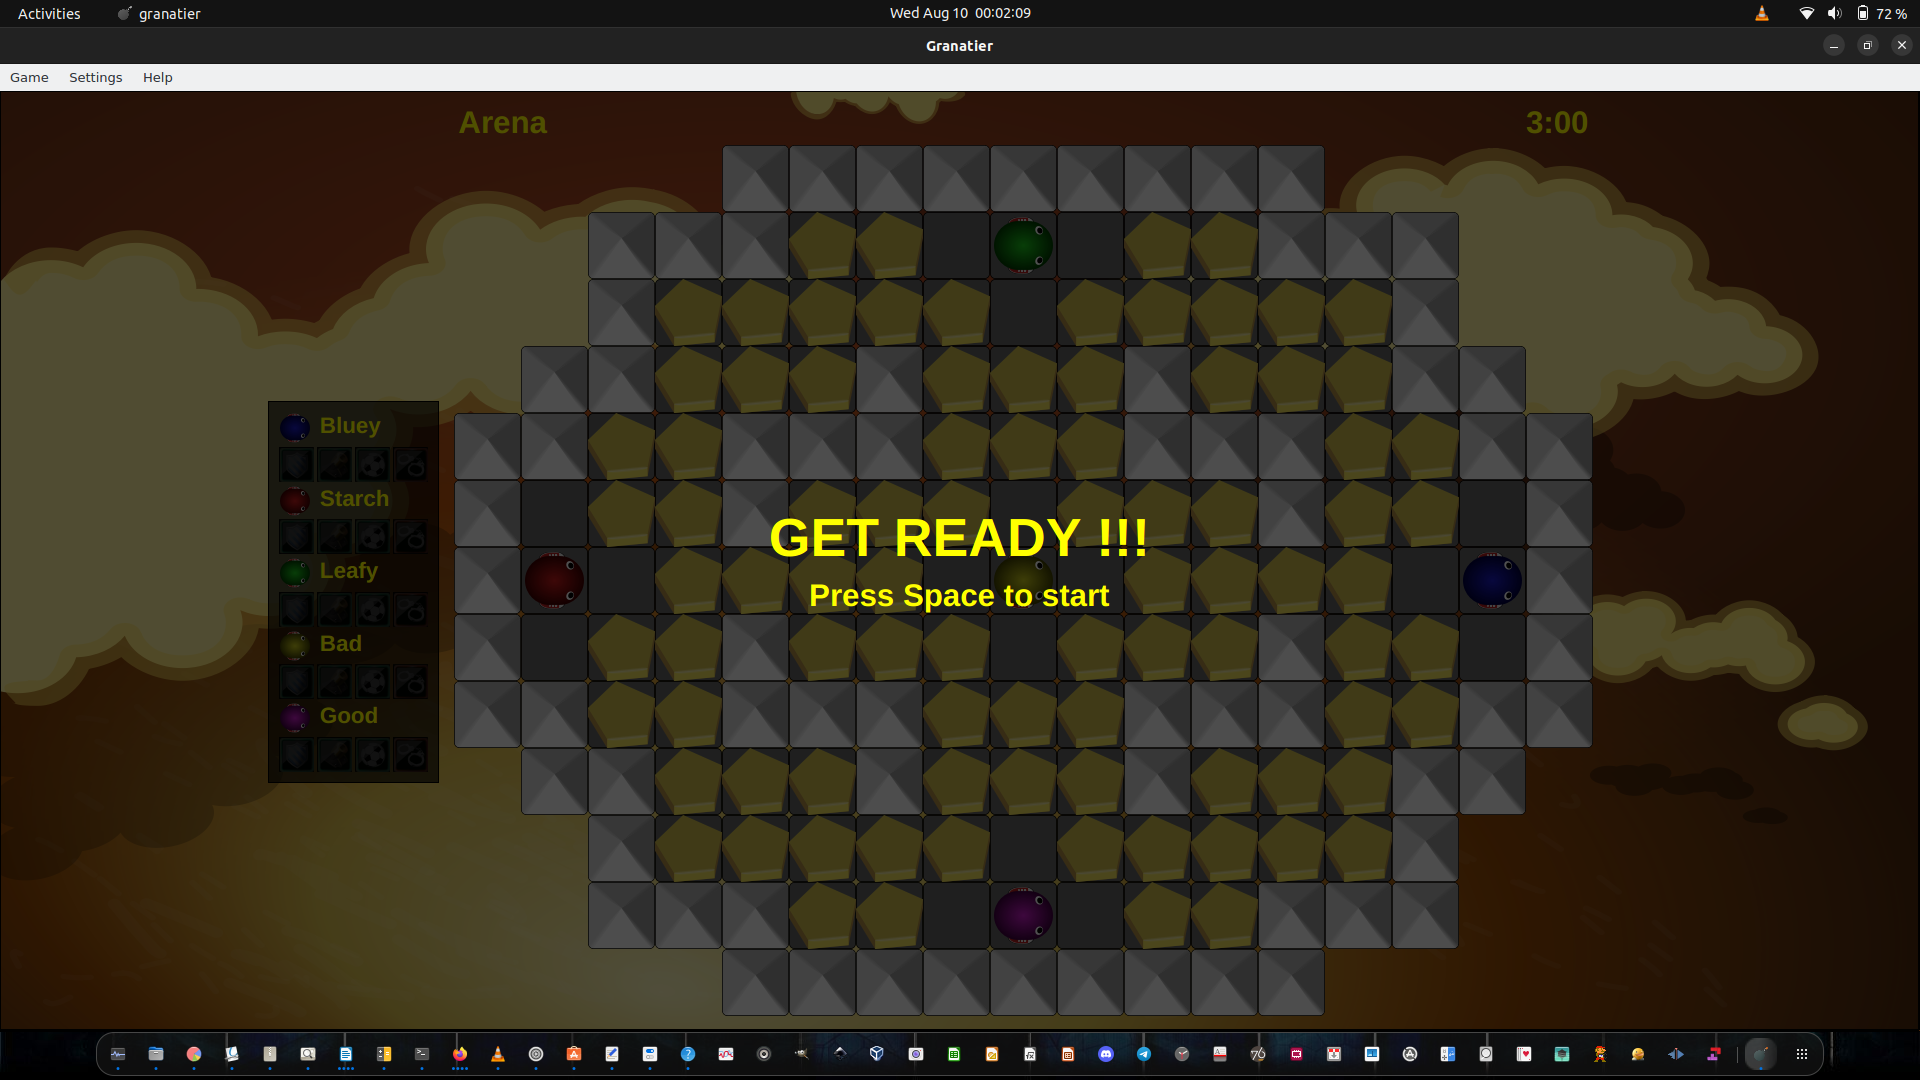 Activities
granatier
Wed Aug 10 00:02:09
72 %
Granatier
Game Settings Help
Arena
3:00
Bluey
Starch
Leafy
Bad
Good
GET READY !!!
Press Space to start
76